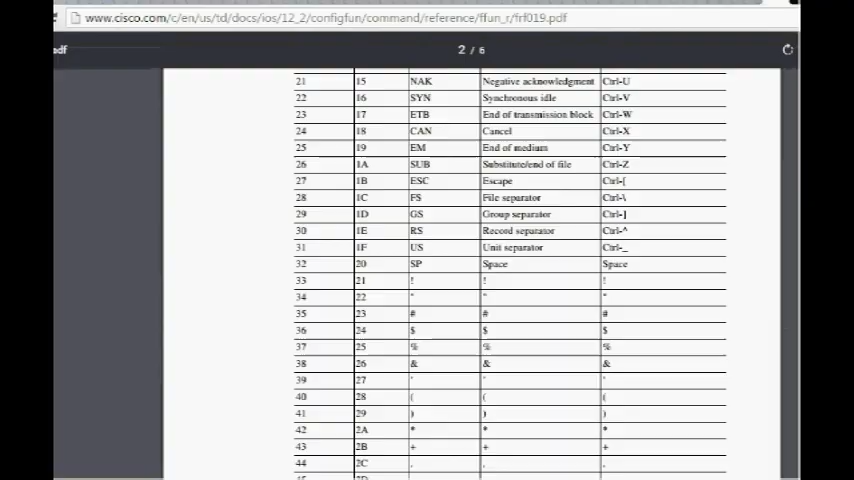 www.cisco.com/c/en/us/td/docs/ios/12_2/configfun/command/reference/ffun_r/frf019.pdf
pdf 2 / 6
21 15 NAK Negative acknowledgment Ctrl-U
22 16 SYN Synchronous idle Ctrl-V
23 17 ETB End of transmission block Ctrl-W
24 18 CAN Cancel Ctrl-X
25 19 EM End of medium Ctrl-Y
26 1A SUB Substitute/end of file Ctrl-Z
27 1B ESC Escape Ctrl-[
28 1C FS File separator Ctrl-\
29 1D GS Group separator Ctrl-]
30 1E RS Record separator Ctrl-^
31 1F US Unit separator Ctrl-_
32 20 SP Space Space
33 21 ! ! !
34 22 " " "
35 23 # # #
36 24 $ $ $
37 25 % % %
38 26 & & &
39 27 ' ' '
40 28 ( ( (
41 29 ) ) )
42 2A * * *
43 2B + + +
44 2C , , ,